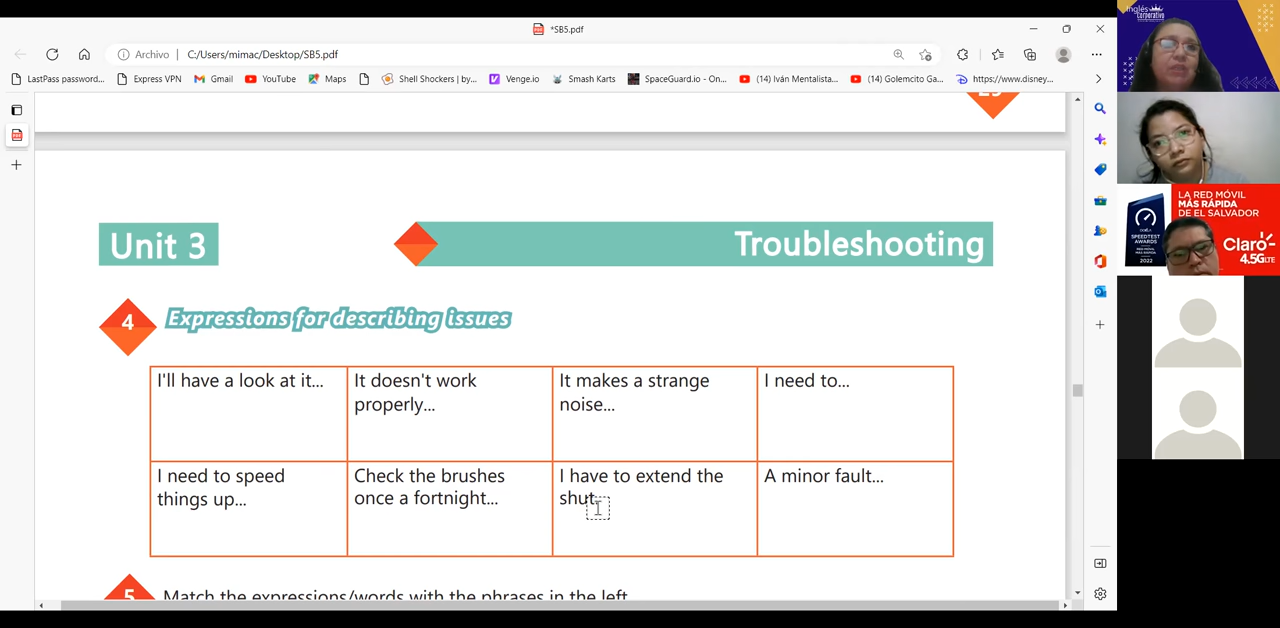 *SB5.pdf
Archivo | C:/Users/mimac/Desktop/SB5.pdf
LastPass password...
Express VPN
Gmail
YouTube
Maps
Shell Shockers | by...
Venge.io
Smash Karts
SpaceGuard.io - On...
(14) Iván Mentalista...
(14) Golemcito Ga...
https://www.disney...
Unit 3
Troubleshooting
4
Expressions for describing issues
I'll have a look at it...
It doesn't work
properly...
It makes a strange
noise...
I need to...
I need to speed
things up...
Check the brushes
once a fortnight...
I have to extend the
shut
A minor fault...
5
Match the expressions/words with the phrases in the left
Inglés
Corporativo
LA RED MÓVIL
MÁS RÁPIDA
DE EL SALVADOR
SPEEDTEST
AWARDS
2022
Claro
4.5G LTE